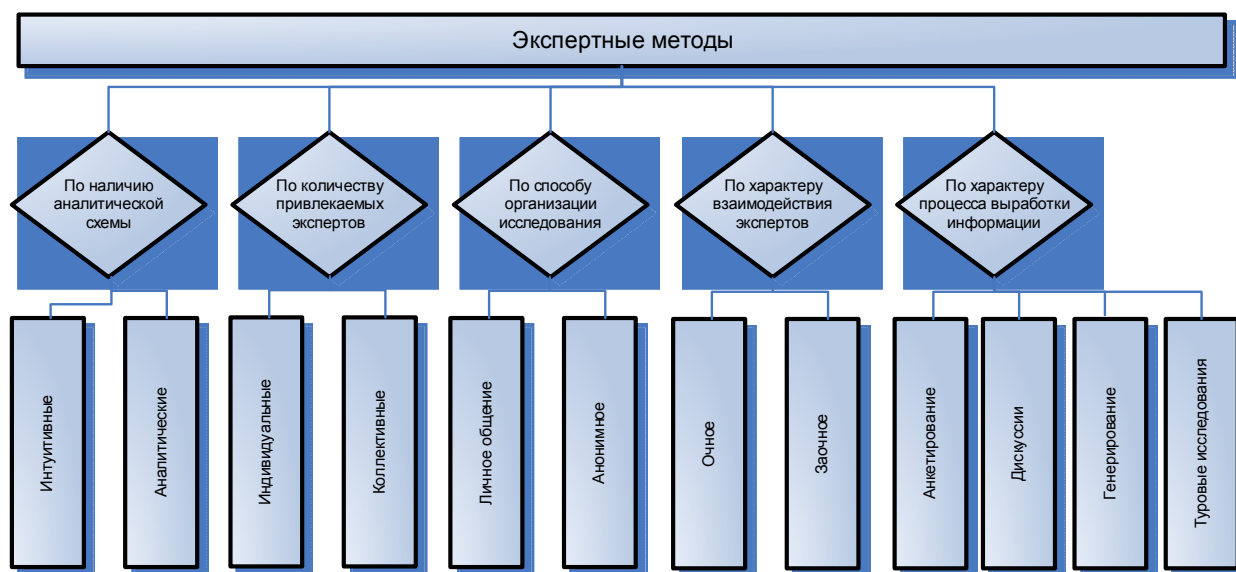 Экспертные методы
По наличию
аналитической
схемы
По количеству
привлекаемых
экспертов
По способу
организации
исследования
По характеру
взаимодействия
экспертов
По характеру
процесса выработки
информации
Интуитивные
Аналитические
Индивидуальные
Коллективные
Личное общение
Анонимное
Очное
Заочное
Анкетирование
Дискуссии
Генерирование
Туровые исследования